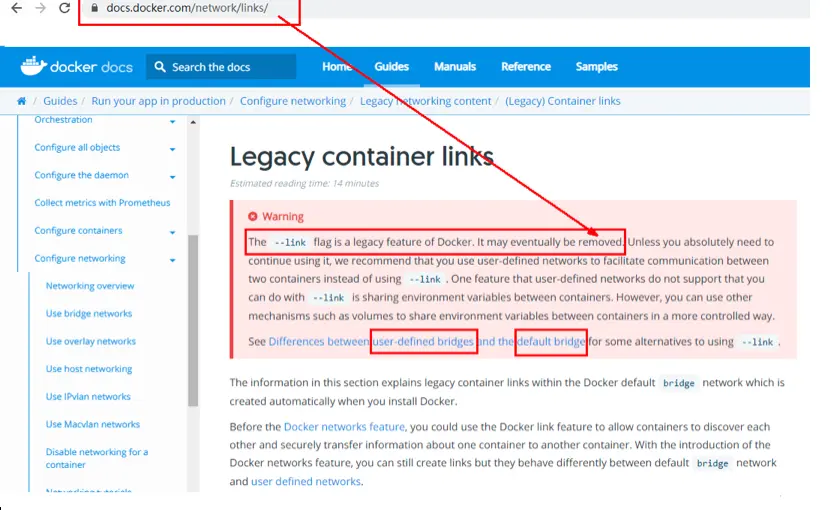 docs.docker.com/network/links/
docker docs
Search the docs
Home Guides Manuals Reference Samples
/ Guides / Run your app in production / Configure networking / Legacy networking content / (Legacy) Container links
Orchestration
Configure all objects
Configure the daemon
Collect metrics with Prometheus
Configure containers
Configure networking
Networking overview
Use bridge networks
Use overlay networks
Use host networking
Use IPvlan networks
Use Macvlan networks
Disable networking for a
container
Networking tutorials
Legacy container links
Estimated reading time: 14 minutes
Warning
The --link flag is a legacy feature of Docker. It may eventually be removed. Unless you absolutely need to
continue using it, we recommend that you use user-defined networks to facilitate communication between
two containers instead of using --link . One feature that user-defined networks do not support that you
can do with --link is sharing environment variables between containers. However, you can use other
mechanisms such as volumes to share environment variables between containers in a more controlled way.
See Differences between user-defined bridges and the default bridge for some alternatives to using --link .
The information in this section explains legacy container links within the Docker default bridge network which is
created automatically when you install Docker.
Before the Docker networks feature, you could use the Docker link feature to allow containers to discover each
other and securely transfer information about one container to another container. With the introduction of the
Docker networks feature, you can still create links but they behave differently between default bridge network
and user defined networks.